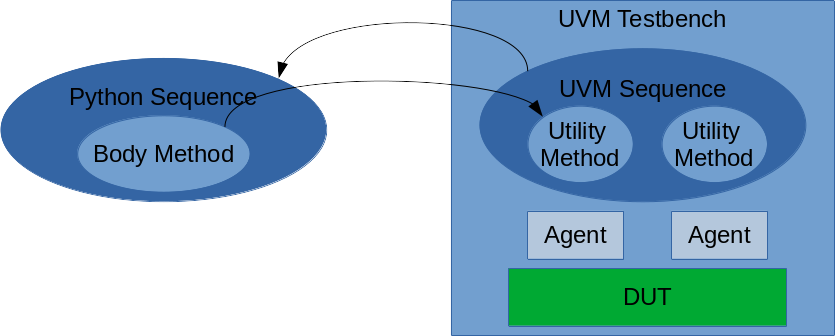 UVM Testbench
Python Sequence
Body Method
UVM Sequence
Utility
Method
Utility
Method
Agent
Agent
DUT